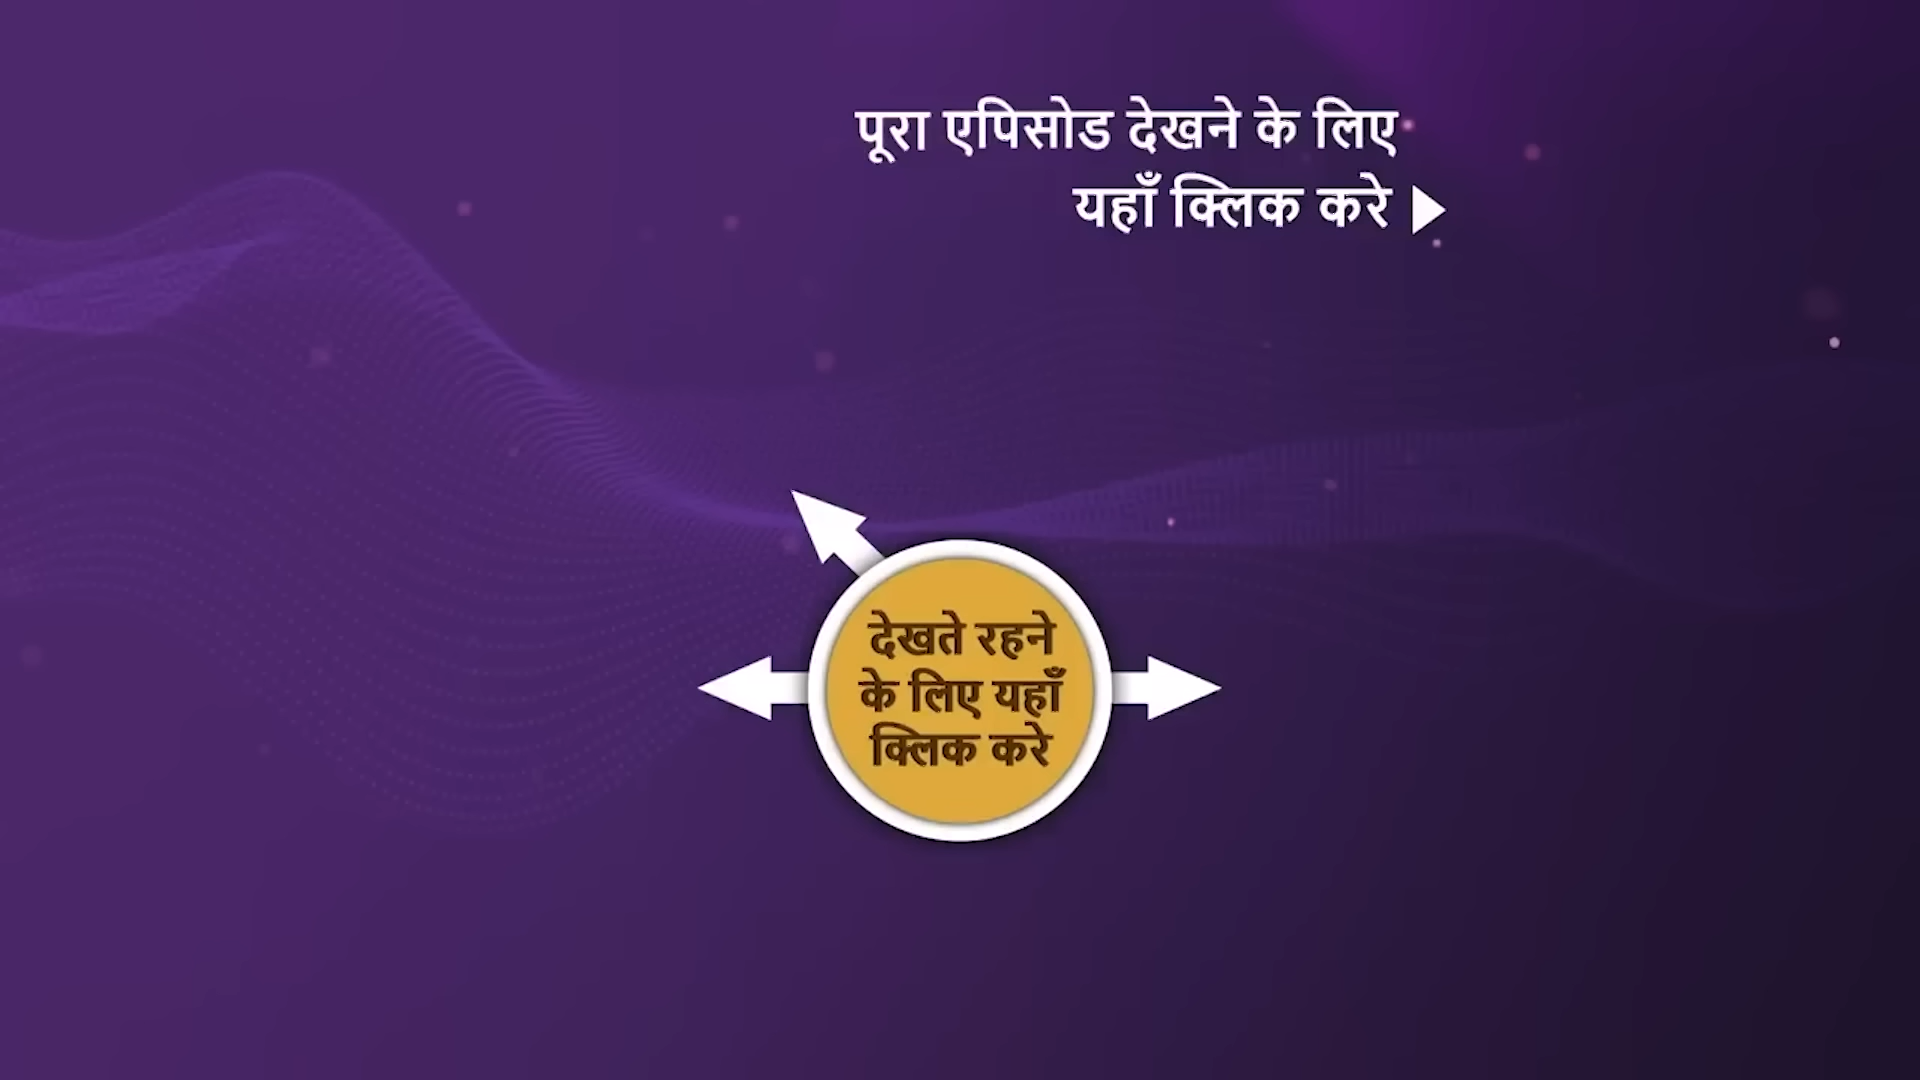 पूरा एपिसोड देखने के लिए
यहाँ क्लिक करे
देखते रहने
के लिए यहाँ
क्लिक करे